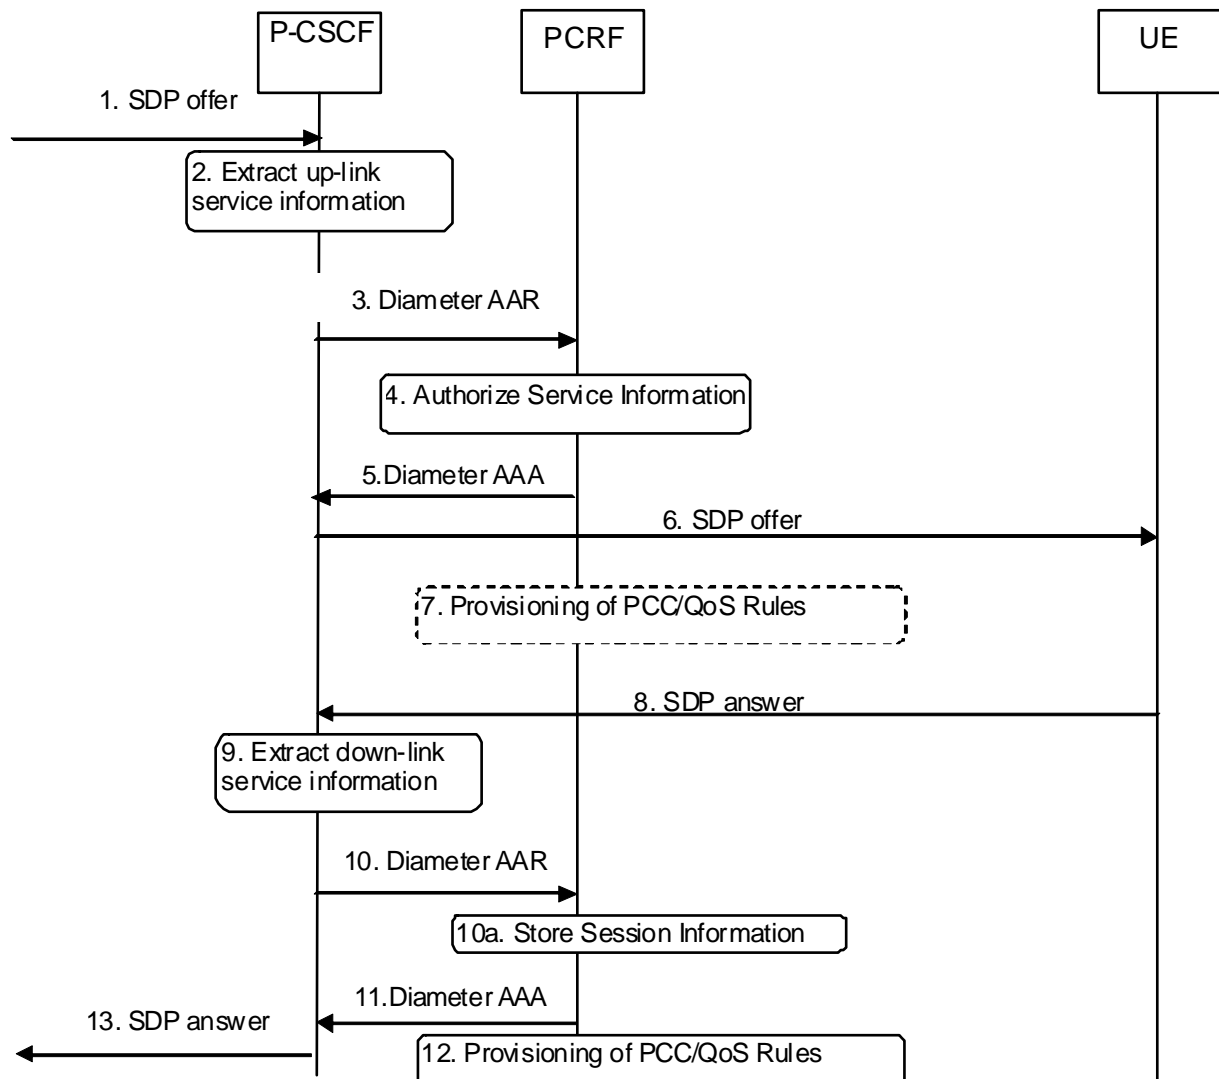 P-CSCF
PCRF
UE
1. SDP offer
2. Extract up-link
service information
3. Diameter AAR
4. Authorize Service Information
5.Diameter AAA
6. SDP offer
7. Provisioning of PCC/QoS Rules
8. SDP answer
9. Extract down-link
service information
10. Diameter AAR
10a. Store Session Information
11.Diameter AAA
13. SDP answer
12. Provisioning of PCC/QoS Rules